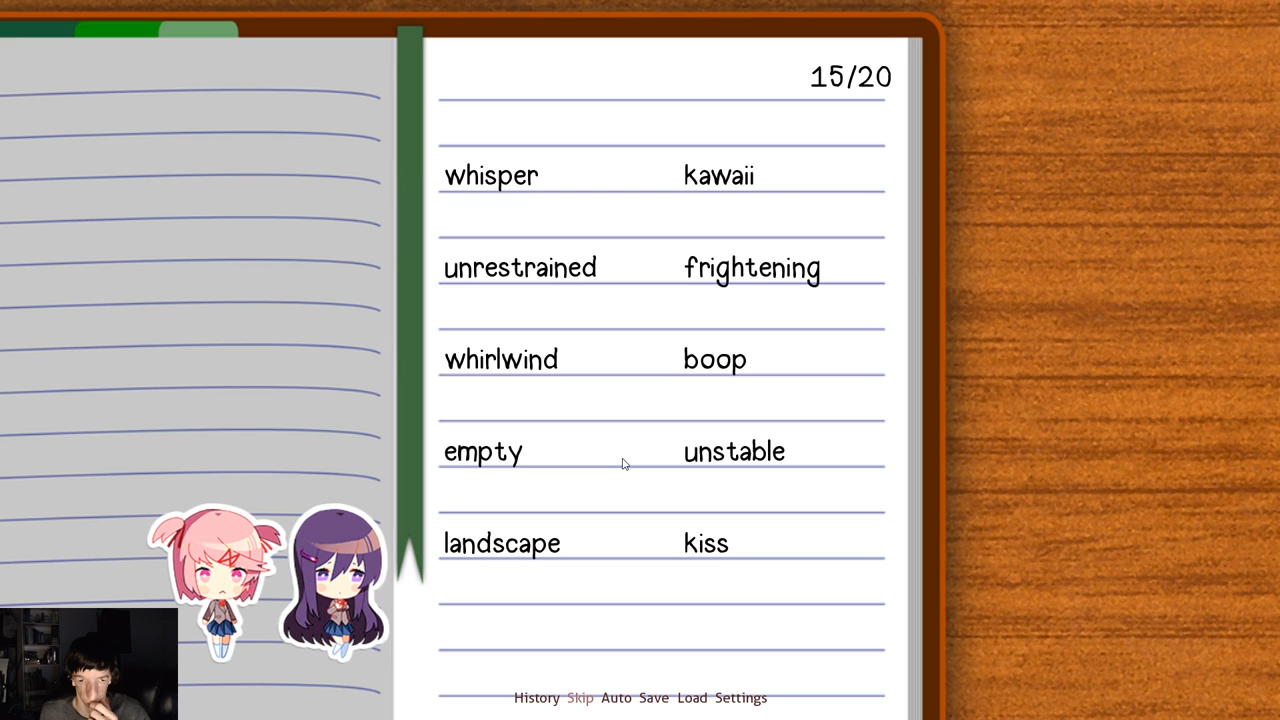 15/20
whisper kawaii
unrestrained frightening
whirlwind boop
empty unstable
landscape kiss
History Skip Auto Save Load Settings